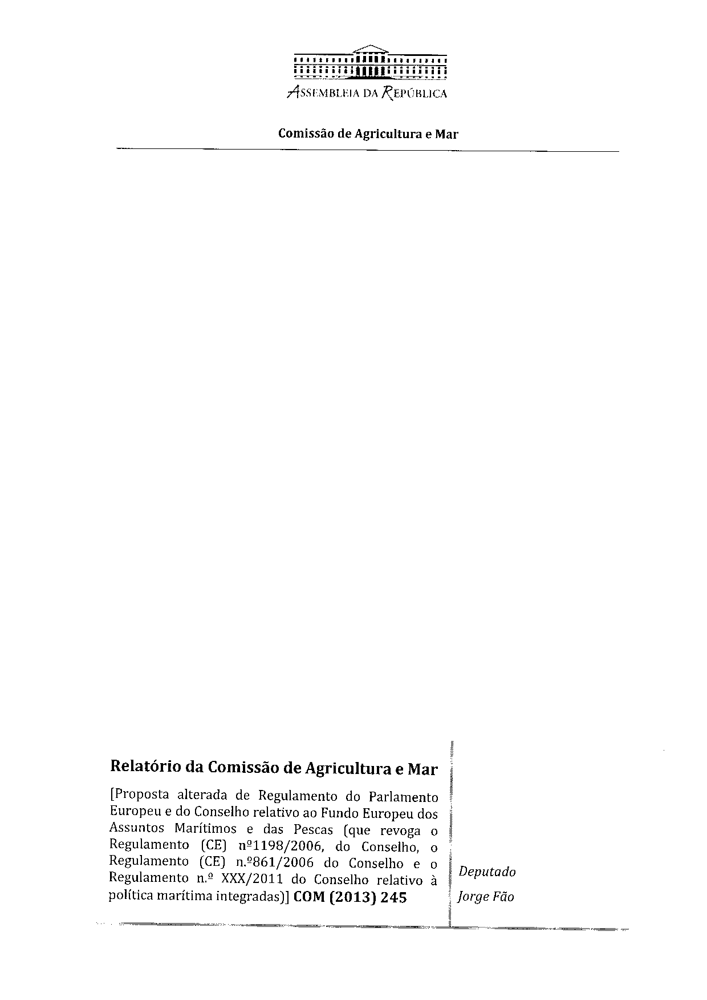 ASSEMBLEIA DA REPÚBLICA
Comissão de Agricultura e Mar
Relatório da Comissão de Agricultura e Mar
[Proposta alterada de Regulamento do Parlamento
Europeu e do Conselho relativo ao Fundo Europeu dos
Assuntos Marítimos e das Pescas (que revoga o
Regulamento (CE) nº1198/2006, do Conselho, o
Regulamento (CE) n.º861/2006 do Conselho e o
Regulamento n.º XXX/2011 do Conselho relativo à
política marítima integradas)] COM (2013) 245
Deputado
Jorge Fão